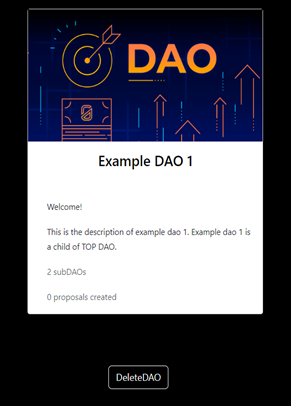 DAO
Example DAO 1
Welcome!
This is the description of example dao 1. Example dao 1 is
a child of TOP DAO.
2 subDAOs
0 proposals created
DeleteDAO